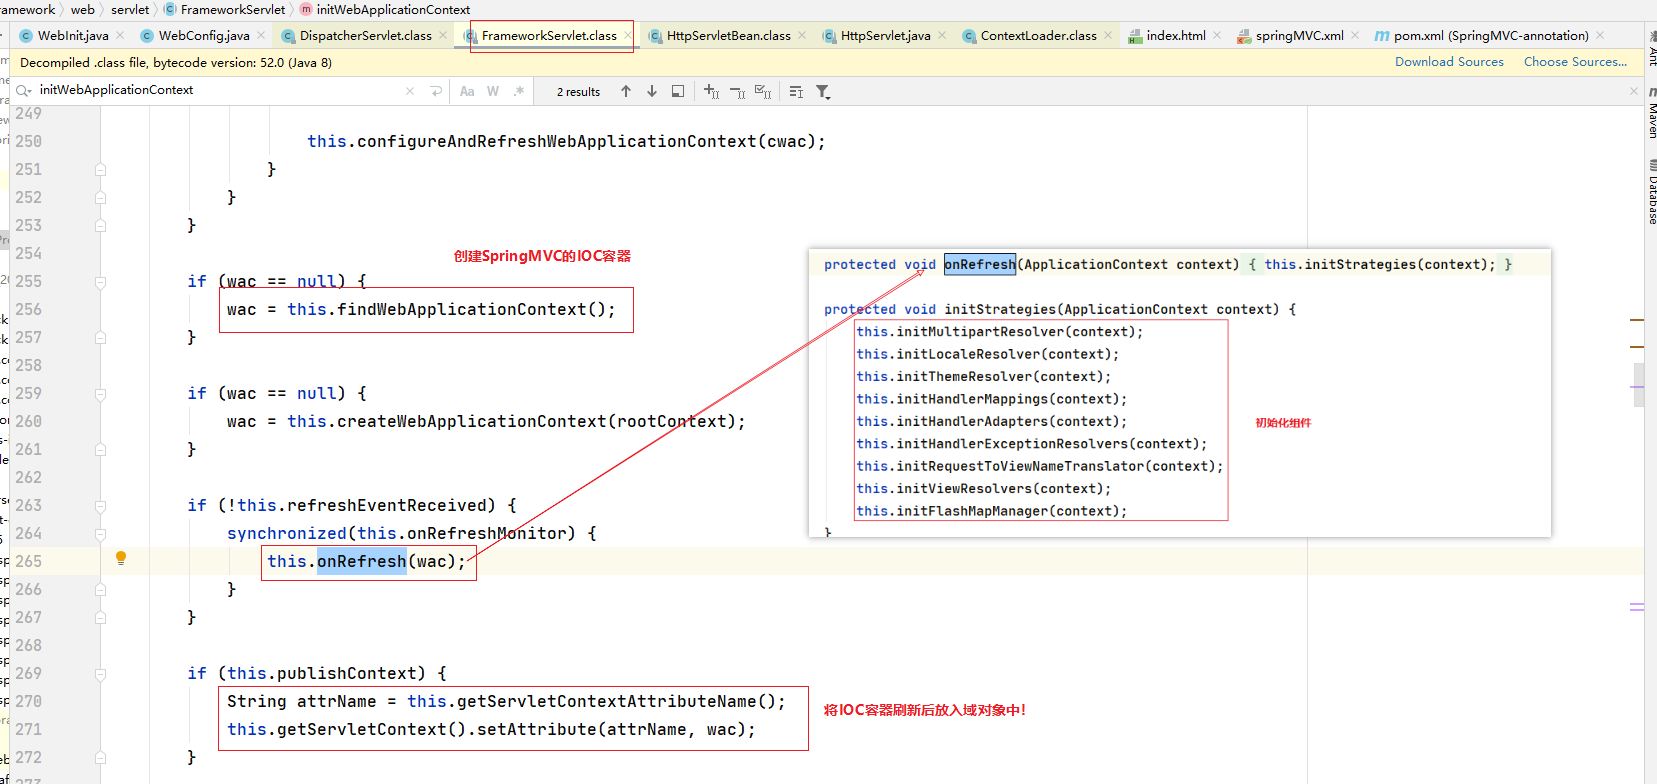 ramework
web
servlet
FrameworkServlet
initWebApplicationContext
WebInit.java
WebConfig.java
DispatcherServlet.class
FrameworkServlet.class
HttpServletBean.class
HttpServlet.java
ContextLoader.class
index.html
springMVC.xml
pom.xml (SpringMVC-annotation)
Decompiled .class file, bytecode version: 52.0 (Java 8)
Download Sources
Choose Sources...
initWebApplicationContext
Aa
W
.*
2 results
Ant
Maven
Database
249
250 this.configureAndRefreshWebApplicationContext(cwac);
251 }
252 }
253 }
254
创建SpringMVC的IOC容器
255 if (wac == null) {
256 wac = this.findWebApplicationContext();
257 }
258
259 if (wac == null) {
260 wac = this.createWebApplicationContext(rootContext);
261 }
262
263 if (!this.refreshEventReceived) {
264 synchronized(this.onRefreshMonitor) {
265 this.onRefresh(wac);
266 }
267 }
268
269 if (this.publishContext) {
270 String attrName = this.getServletContextAttributeName();
271 this.getServletContext().setAttribute(attrName, wac);
272 }
将IOC容器刷新后放入域对象中!
protected void onRefresh(ApplicationContext context) { this.initStrategies(context); }
protected void initStrategies(ApplicationContext context) {
this.initMultipartResolver(context);
this.initLocaleResolver(context);
this.initThemeResolver(context);
this.initHandlerMappings(context);
this.initHandlerAdapters(context);
this.initHandlerExceptionResolvers(context);
this.initRequestToViewNameTranslator(context);
this.initViewResolvers(context);
this.initFlashMapManager(context);
}
初始化组件